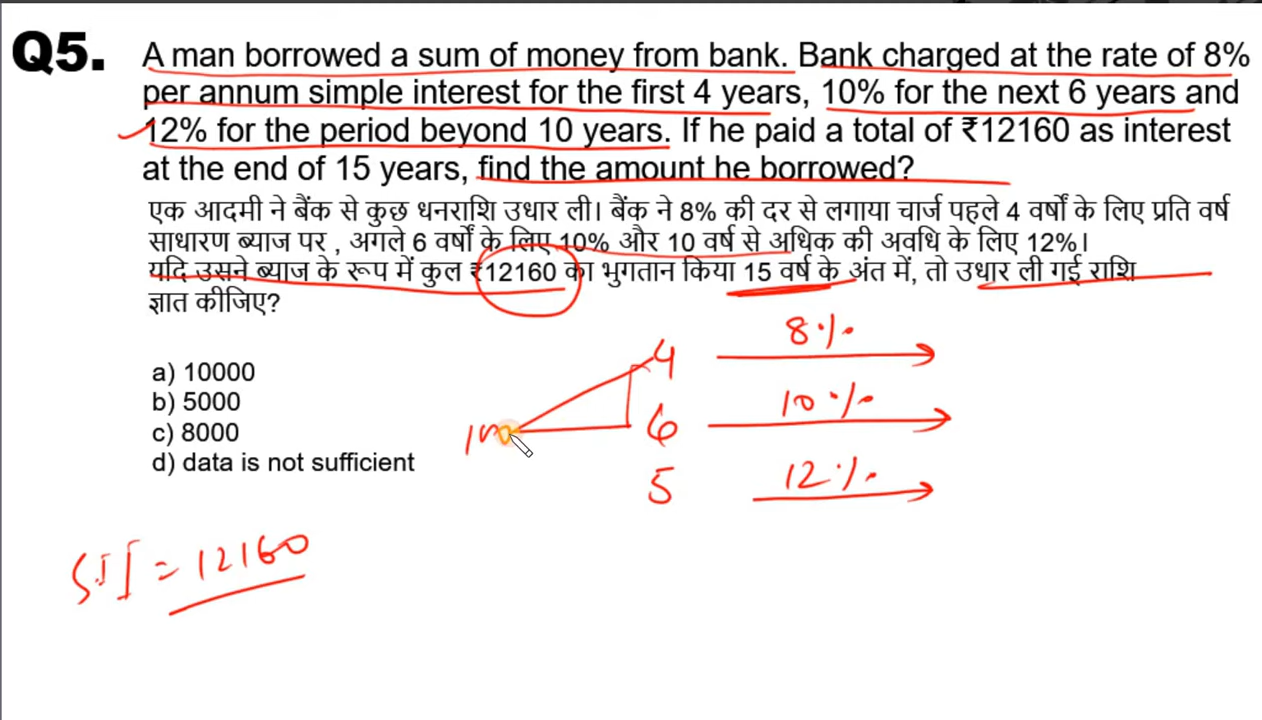 Q5. A man borrowed a sum of money from bank. Bank charged at the rate of 8%
per annum simple interest for the first 4 years, 10% for the next 6 years and
12% for the period beyond 10 years. If he paid a total of ₹12160 as interest
at the end of 15 years, find the amount he borrowed?
एक आदमी ने बैंक से कुछ धनराशि उधार ली। बैंक ने 8% की दर से लगाया चार्ज पहले 4 वर्षों के लिए प्रति वर्ष
साधारण ब्याज पर , अगले 6 वर्षों के लिए 10% और 10 वर्ष से अधिक की अवधि के लिए 12%।
यदि उसने ब्याज के रूप में कुल ₹12160 का भुगतान किया 15 वर्ष के अंत में, तो उधार ली गई राशि
ज्ञात कीजिए?
a) 10000
b) 5000
c) 8000
d) data is not sufficient
4 8%
100 6 10%
5 12%
S.I = 12160